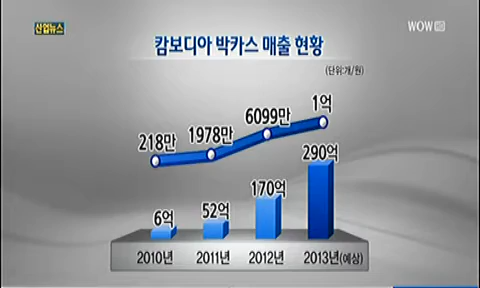 산업뉴스
WOW HD
캄보디아 박카스 매출 현황
(단위:개/원)
218만
1978만
6099만
1억
6억
52억
170억
290억
2010년
2011년
2012년
2013년(예상)